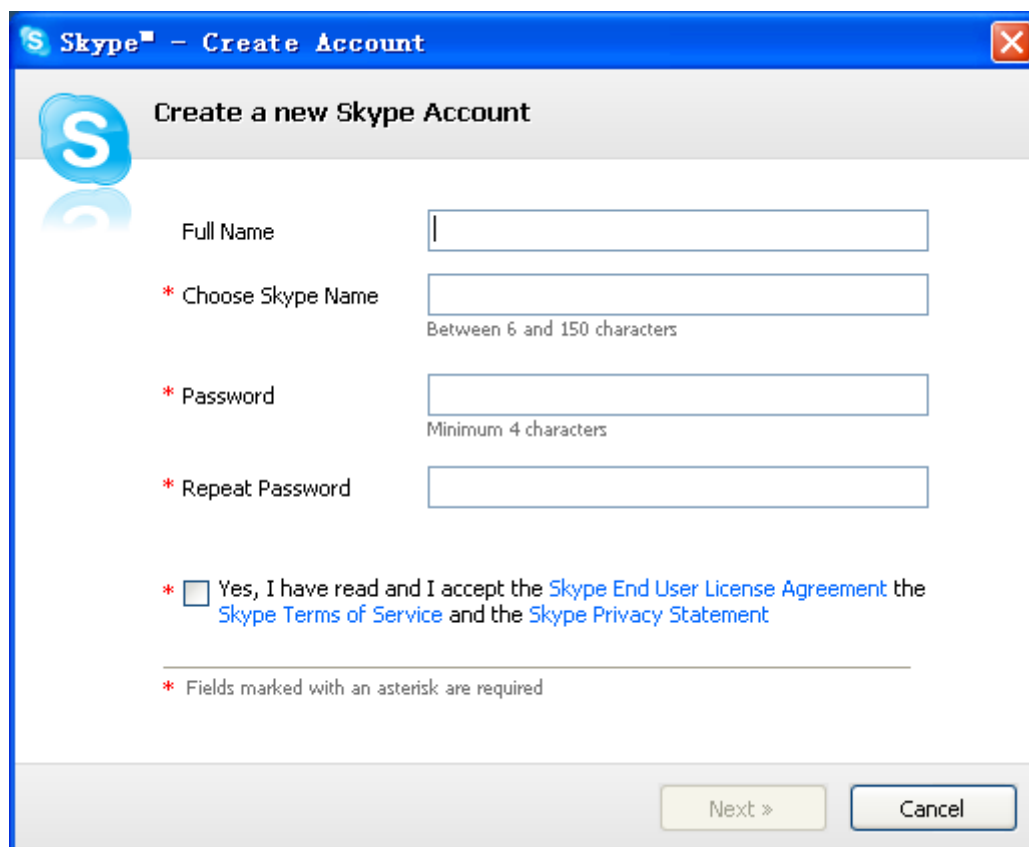 Skype™ - Create Account
Create a new Skype Account
Full Name
* Choose Skype Name
Between 6 and 150 characters
* Password
Minimum 4 characters
* Repeat Password
* Yes, I have read and I accept the Skype End User License Agreement the
Skype Terms of Service and the Skype Privacy Statement
* Fields marked with an asterisk are required
Next »
Cancel